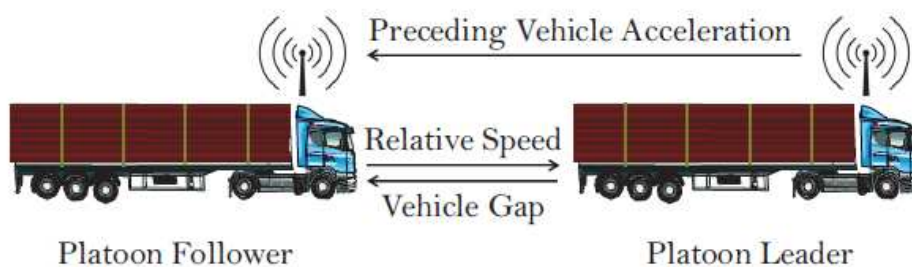 Preceding Vehicle Acceleration
Relative Speed
Vehicle Gap
Platoon Follower
Platoon Leader